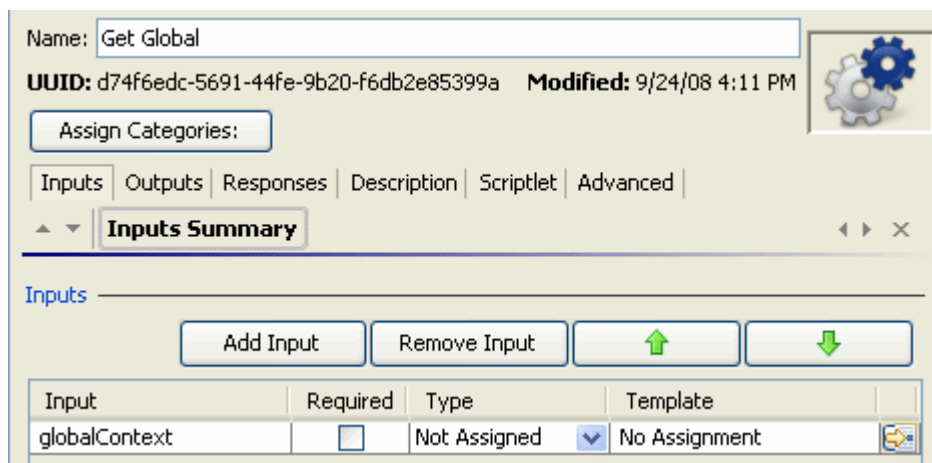 Name: Get Global
UUID: d74f6edc-5691-44fe-9b20-f6db2e85399a Modified: 9/24/08 4:11 PM
Assign Categories:
Inputs Outputs Responses Description Scriptlet Advanced
Inputs Summary
Inputs
Add Input Remove Input
Input Required Type Template
globalContext Not Assigned No Assignment